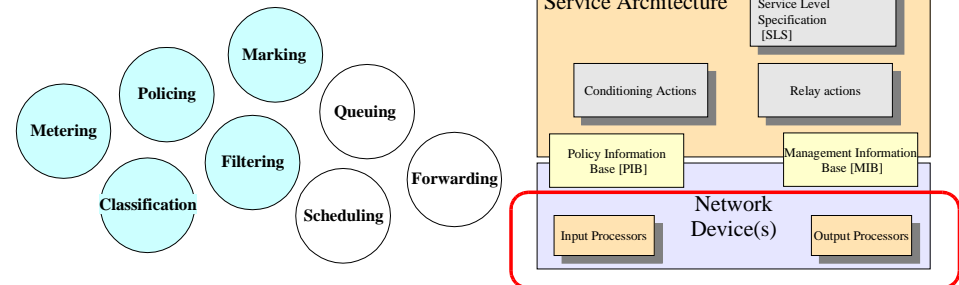 Marking
Policing
Queuing
Metering
Filtering
Forwarding
Classification
Scheduling
Service Architecture
Service Level
Specification
[SLS]
Conditioning Actions
Relay actions
Policy Information
Base [PIB]
Management Information
Base [MIB]
Network
Device(s)
Input Processors
Output Processors